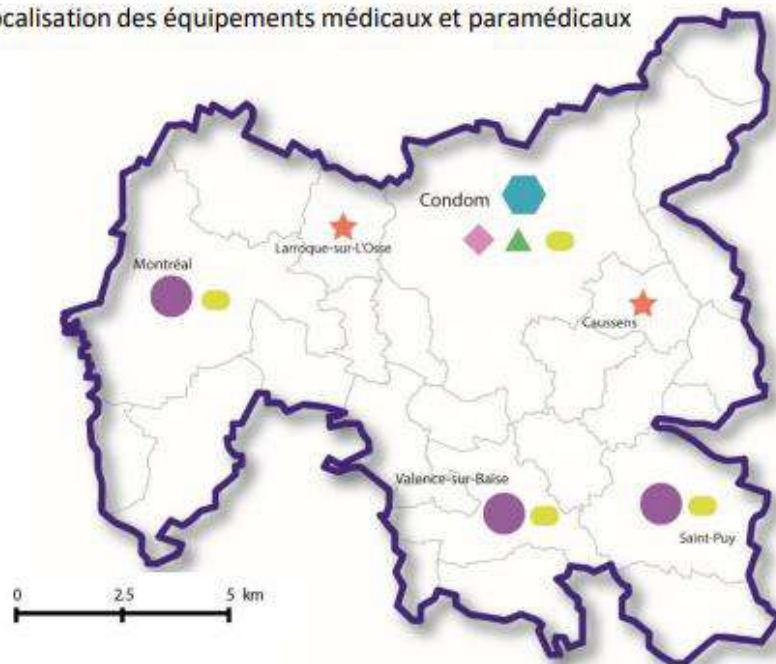 ocalisation des équipements médicaux et paramédicaux
Condom
Larroque-sur-L'Osse
Montréal
Caussens
Valence-sur-Baïse
Saint-Puy
0 2.5 5 km